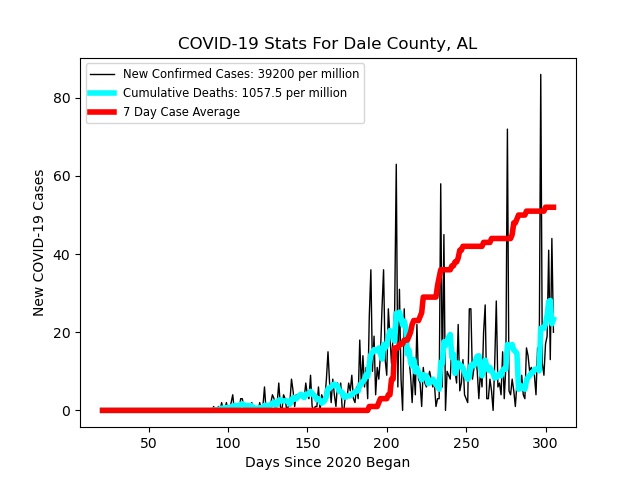 COVID-19 Stats For Dale County, AL
New Confirmed Cases: 39200 per million
Cumulative Deaths: 1057.5 per million
7 Day Case Average
80
60
40
20
0
New COVID-19 Cases
50 100 150 200 250 300
Days Since 2020 Began